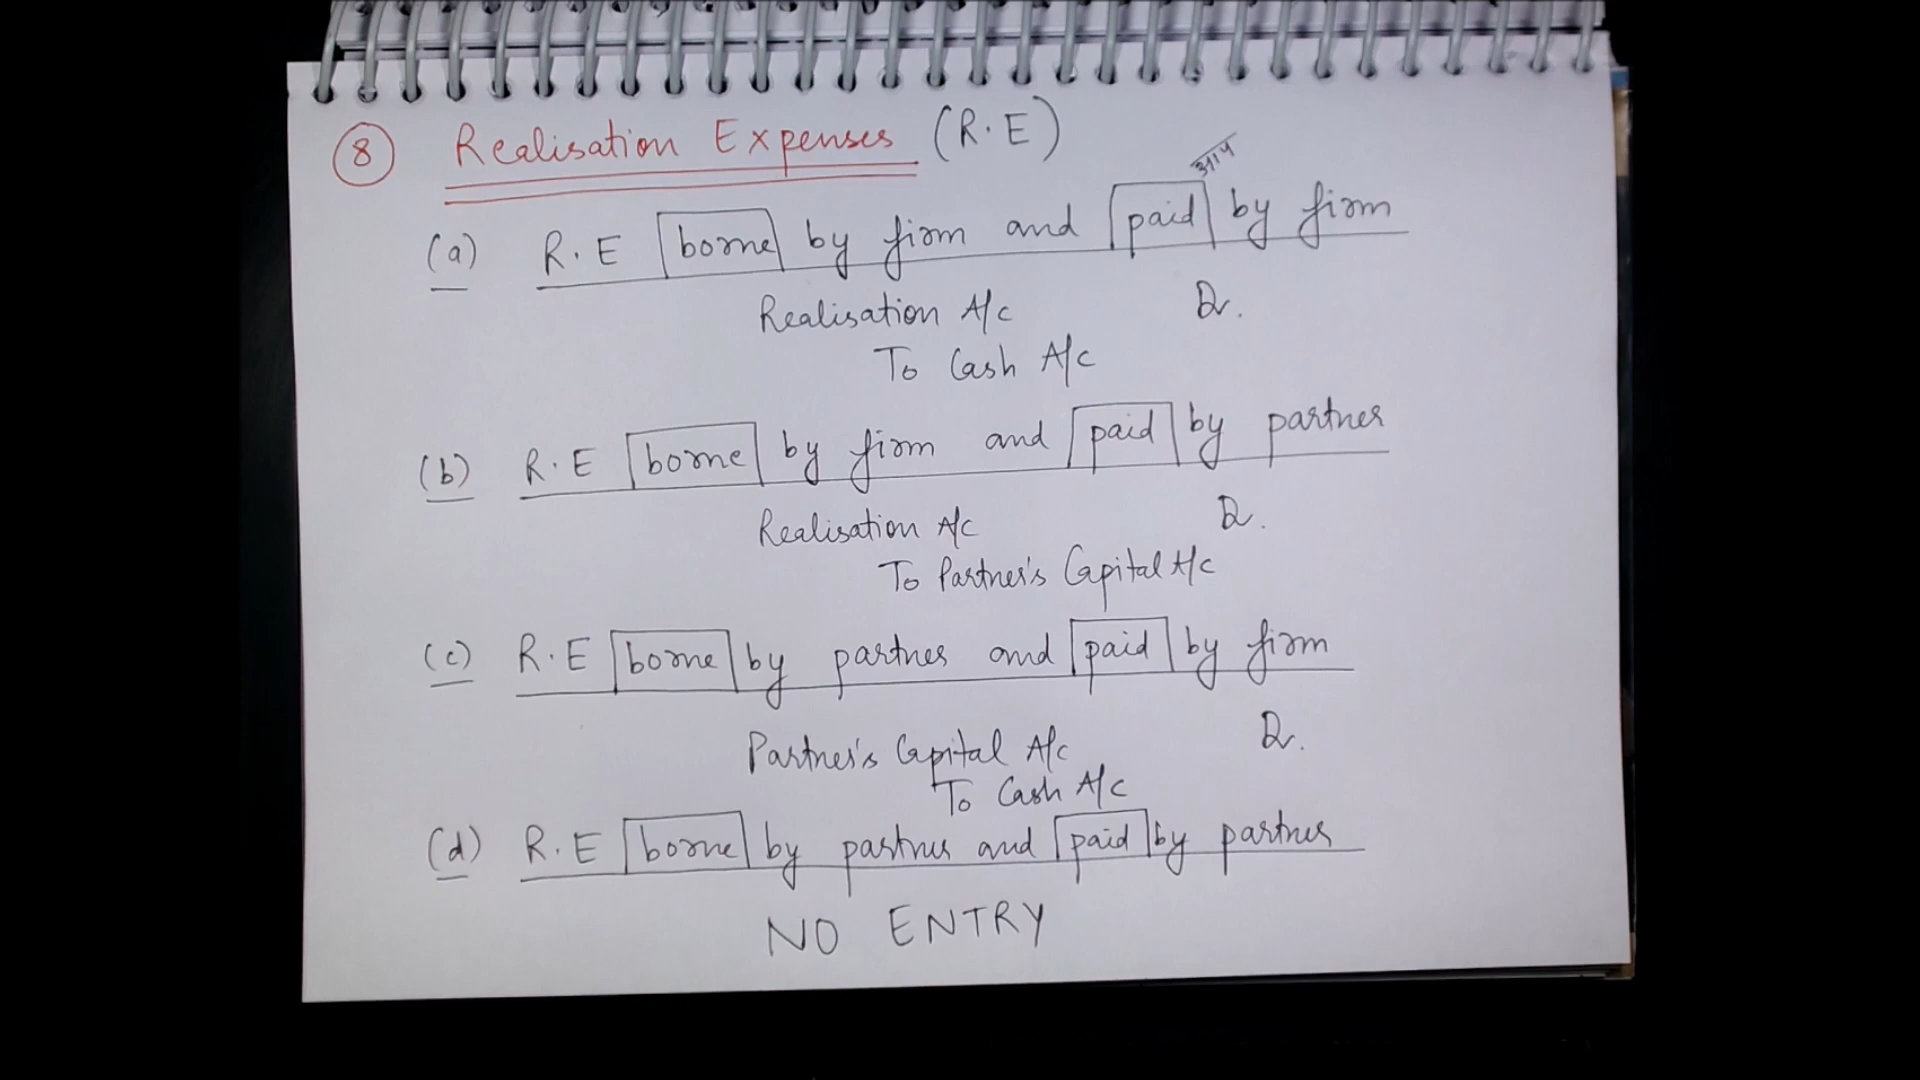 8 Realisation Expenses (R.E)
(a) R.E borne by firm and paid by firm
Realisation A/c Dr.
To Cash A/c
(b) R.E borne by firm and paid by partner
Realisation A/c Dr.
To Partner's Capital A/c
(c) R.E borne by partner and paid by firm
Partner's Capital A/c Dr.
To Cash A/c
(d) R.E borne by partner and paid by partner
NO ENTRY